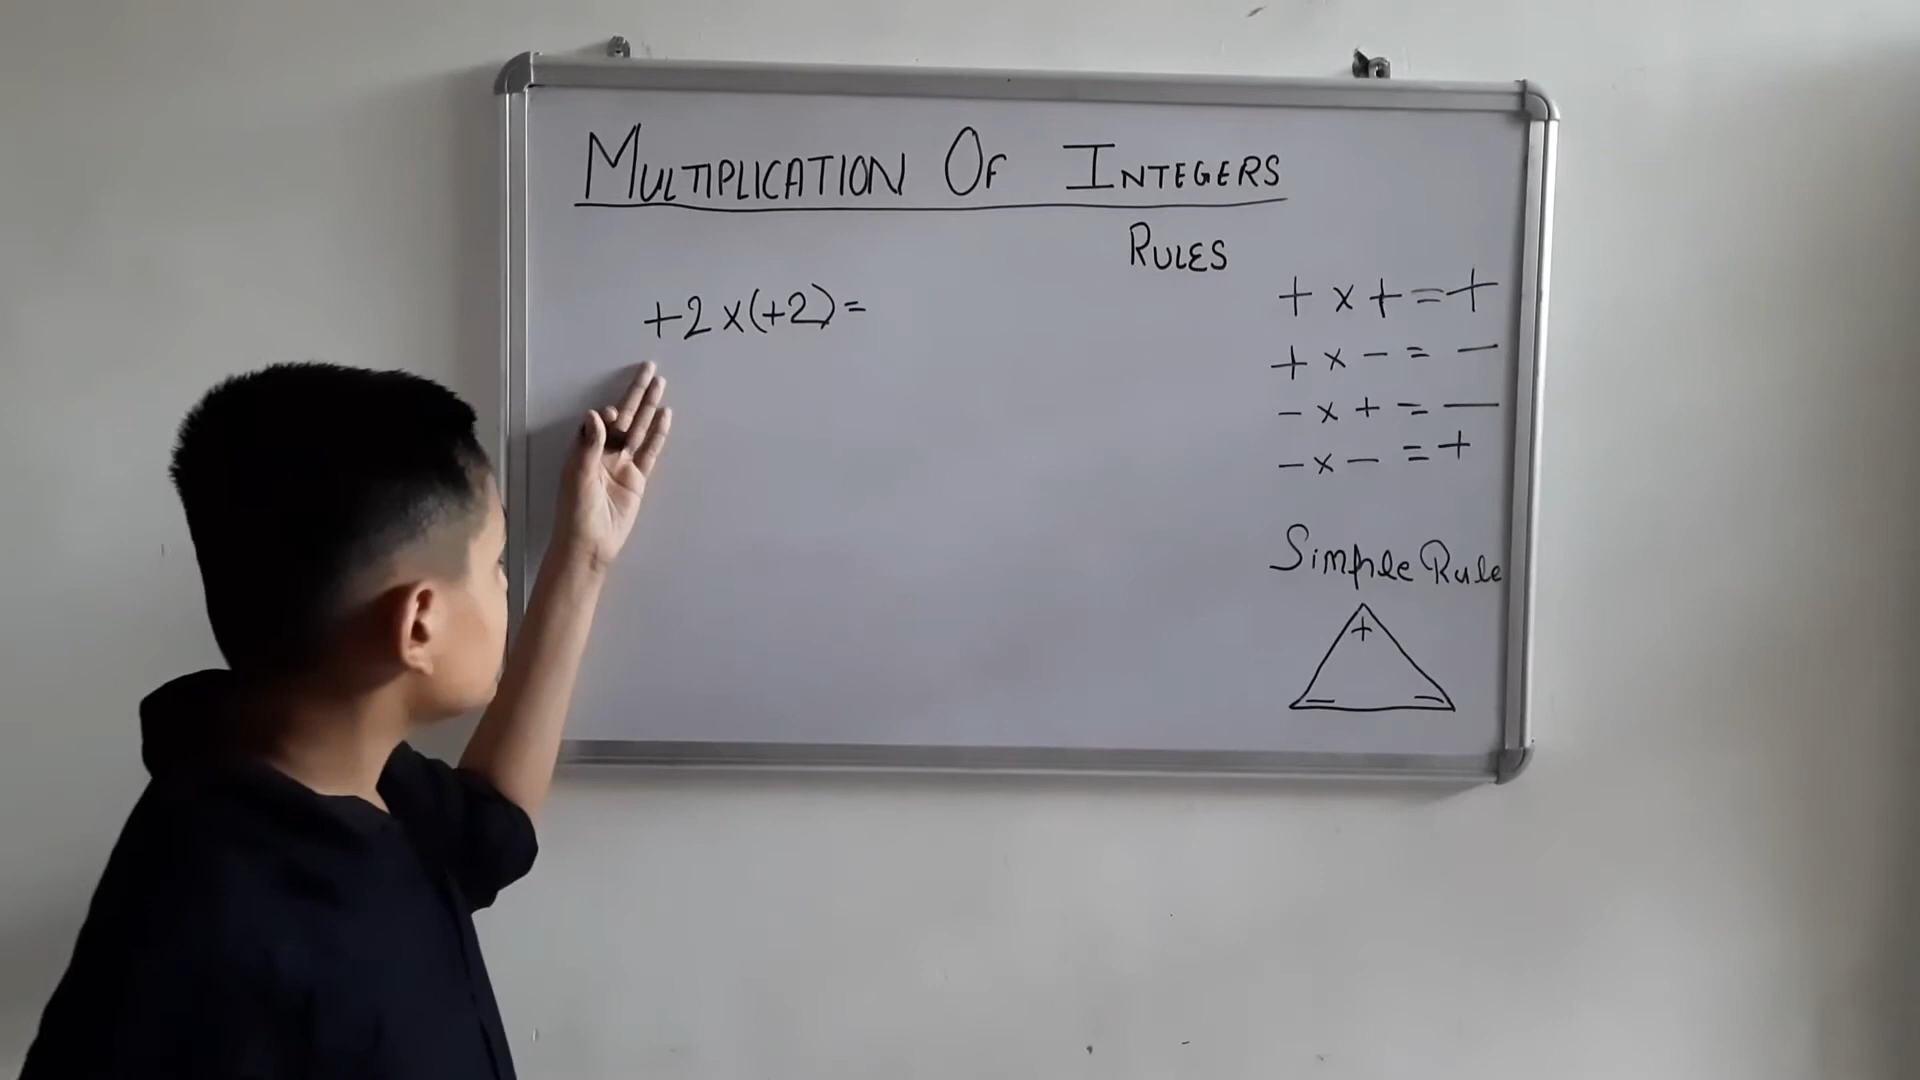 MULTIPLICATION OF INTEGERS
RULES
+2 x (+2) =
+ x + = +
+ x - = -
- x + = -
- x - = +
Simple Rule
+
- -